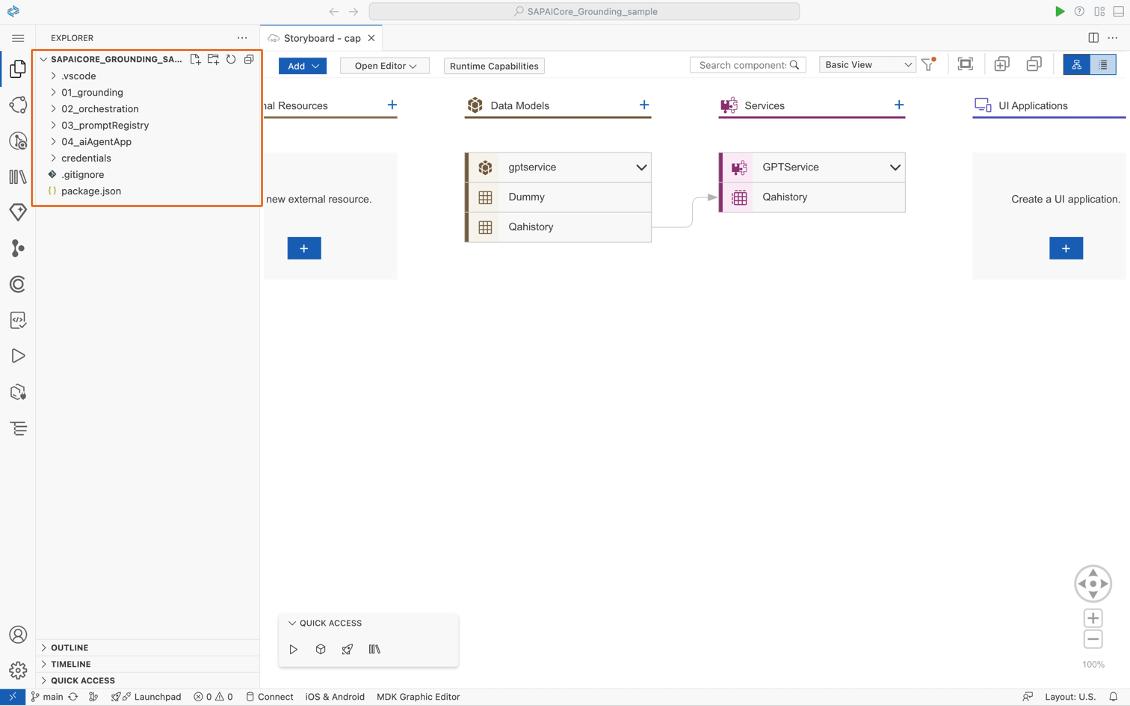 SAPAICore_Grounding_sample
EXPLORER
Storyboard - cap
SAPAICORE_GROUNDING_SA...
.vscode
01_grounding
02_orchestration
03_promptRegistry
04_aiAgentApp
credentials
.gitignore
package.json
Add
Open Editor
Runtime Capabilities
Search component:
Basic View
nal Resources
Data Models
Services
UI Applications
new external resource.
gptservice
Dummy
Qahistory
GPTService
Qahistory
Create a UI application.
QUICK ACCESS
100%
OUTLINE
TIMELINE
QUICK ACCESS
main
Launchpad
0
0
Connect
iOS & Android
MDK Graphic Editor
Layout: U.S.